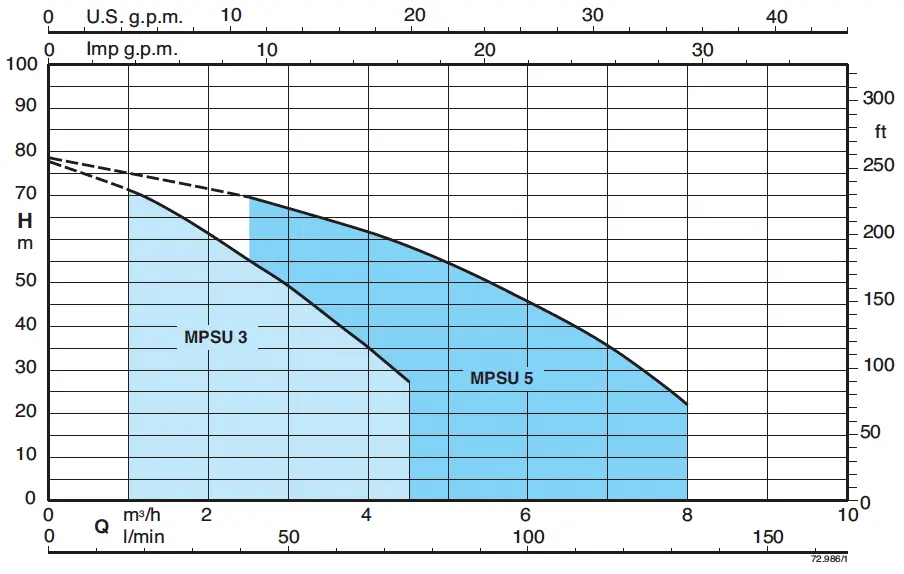 0 U.S. g.p.m. 10 20 30 40
0 Imp g.p.m. 10 20 30
100
90 300
ft
80 250
70
H 200
m
50 150
40
MPSU 3
30 100
MPSU 5
20
50
10
0 0
0 Q m³/h 2 4 6 8 10
0 l/min 50 100 150
72.986/1